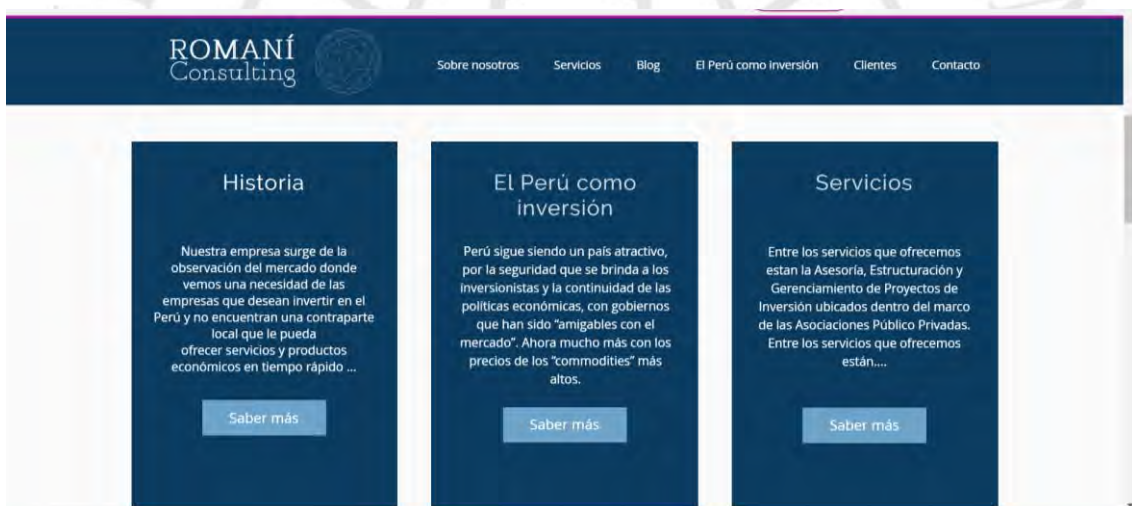 ROMANÍ
Consulting
Sobre nosotros Servicios Blog El Perú como inversión Clientes Contacto
Historia
Nuestra empresa surge de la
observación del mercado donde
vemos una necesidad de las
empresas que desean invertir en el
Perú y no encuentran una contraparte
local que le pueda
ofrecer servicios y productos
económicos en tiempo rápido ...
Saber más
El Perú como
inversión
Perú sigue siendo un país atractivo,
por la seguridad que se brinda a los
inversionistas y la continuidad de las
políticas económicas, con gobiernos
que han sido “amigables con el
mercado”. Ahora mucho más con los
precios de los “commodities” más
altos.
Saber más
Servicios
Entre los servicios que ofrecemos
estan la Asesoría, Estructuración y
Gerenciamiento de Proyectos de
Inversión ubicados dentro del marco
de las Asociaciones Público Privadas.
Entre los servicios que ofrecemos
están....
Saber más